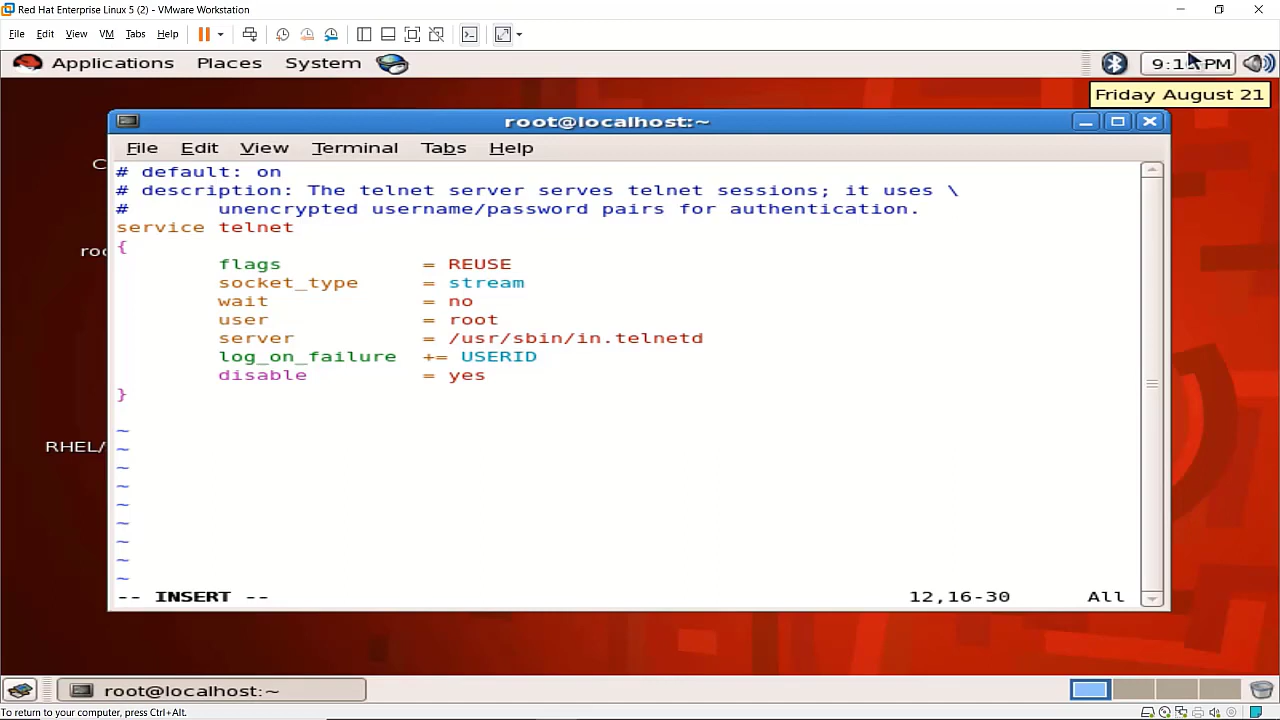 Red Hat Enterprise Linux 5 (2) - VMware Workstation
File Edit View VM Tabs Help
Applications Places System
PM
Friday August 21
root@localhost:~
File Edit View Terminal Tabs Help
# default: on
# description: The telnet server serves telnet sessions; it uses \
#        unencrypted username/password pairs for authentication.
service telnet
{
        flags           = REUSE
        socket_type     = stream
        wait            = no
        user            = root
        server          = /usr/sbin/in.telnetd
        log_on_failure  += USERID
        disable         = yes
}
~
~
~
~
~
~
~
~
~
-- INSERT -- 12,16-30 All
RHEL/
root@localhost:~
To return to your computer, press Ctrl+Alt.